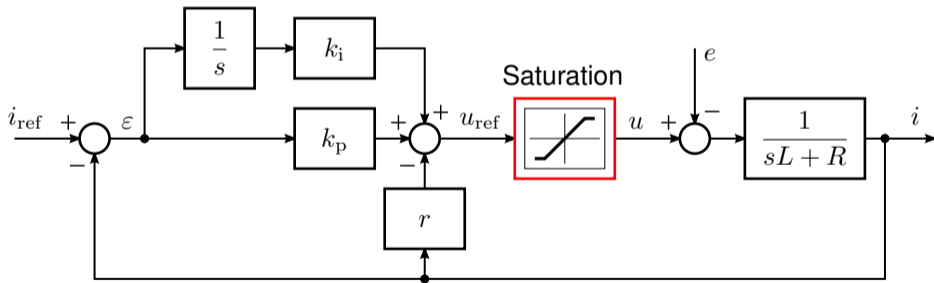 1
s
k_i
e
Saturation
i_ref + ε
k_p
+ + u_ref
u + −
1
sL + R
i
−
−
r